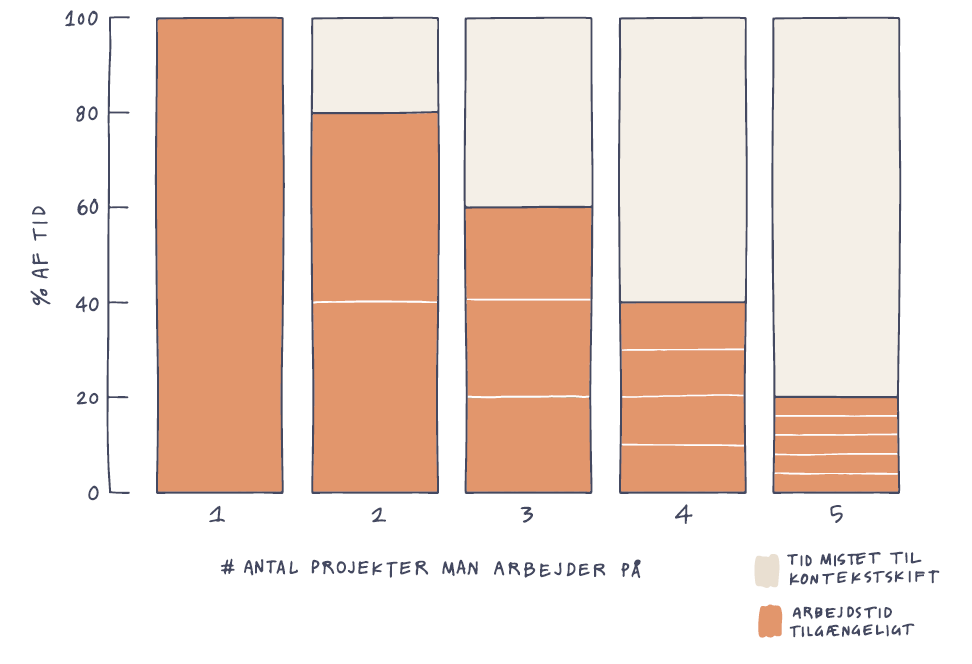 100
80
60
40
20
0
% AF TID
1 2 3 4 5
# ANTAL PROJEKTER MAN ARBEJDER PÅ
TID MISTET TIL
KONTEKSTSKIFT
ARBEJDSTID
TILGÆNGELIGT